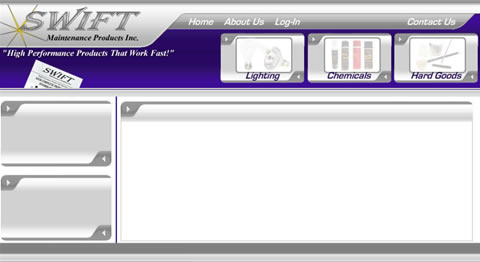 SWIFT
Maintenance Products Inc.
"High Performance Products That Work Fast!"
Home About Us Log-In Contact Us
Lighting Chemicals Hard Goods
SWIFT